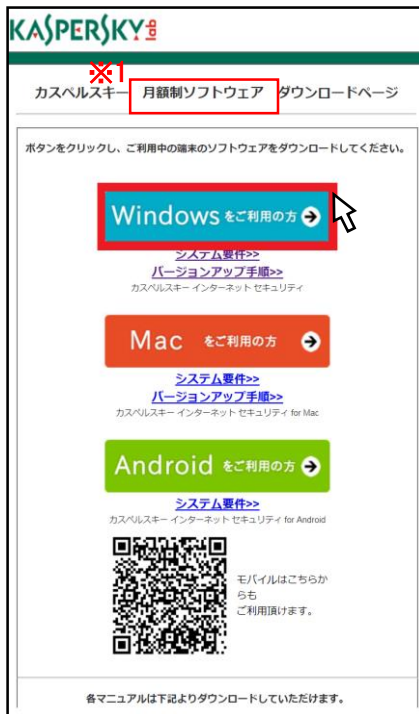 KASPERSKY lab
※1
カスペルスキー 月額制ソフトウェア ダウンロードページ
ボタンをクリックし、ご利用中の端末のソフトウェアをダウンロードしてください。
Windows をご利用の方
システム要件>>
バージョンアップ手順>>
カスペルスキー インターネット セキュリティ
Mac をご利用の方
システム要件>>
バージョンアップ手順>>
カスペルスキー インターネット セキュリティ for Mac
Android をご利用の方
システム要件>>
カスペルスキー インターネット セキュリティ for Android
モバイルはこちらか
らも
ご利用頂けます。
各マニュアルは下記よりダウンロードしていただけます。